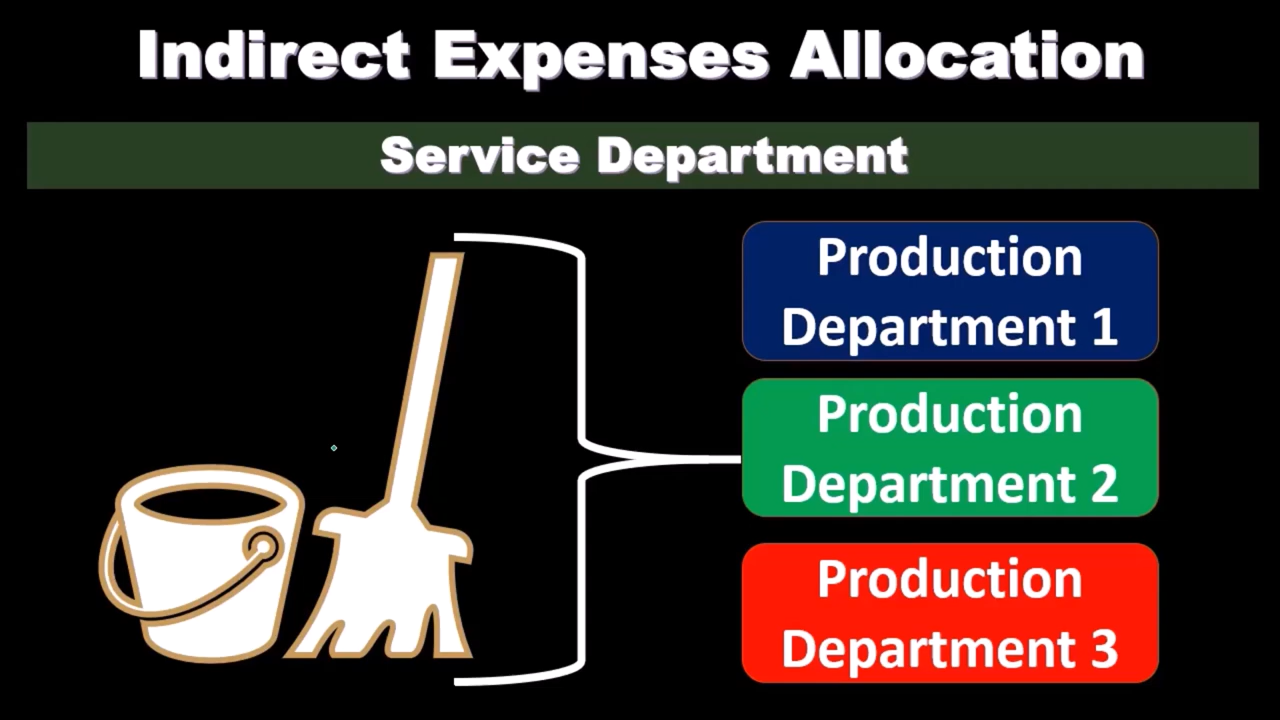 Indirect Expenses Allocation
Service Department
Production
Department 1
Production
Department 2
Production
Department 3